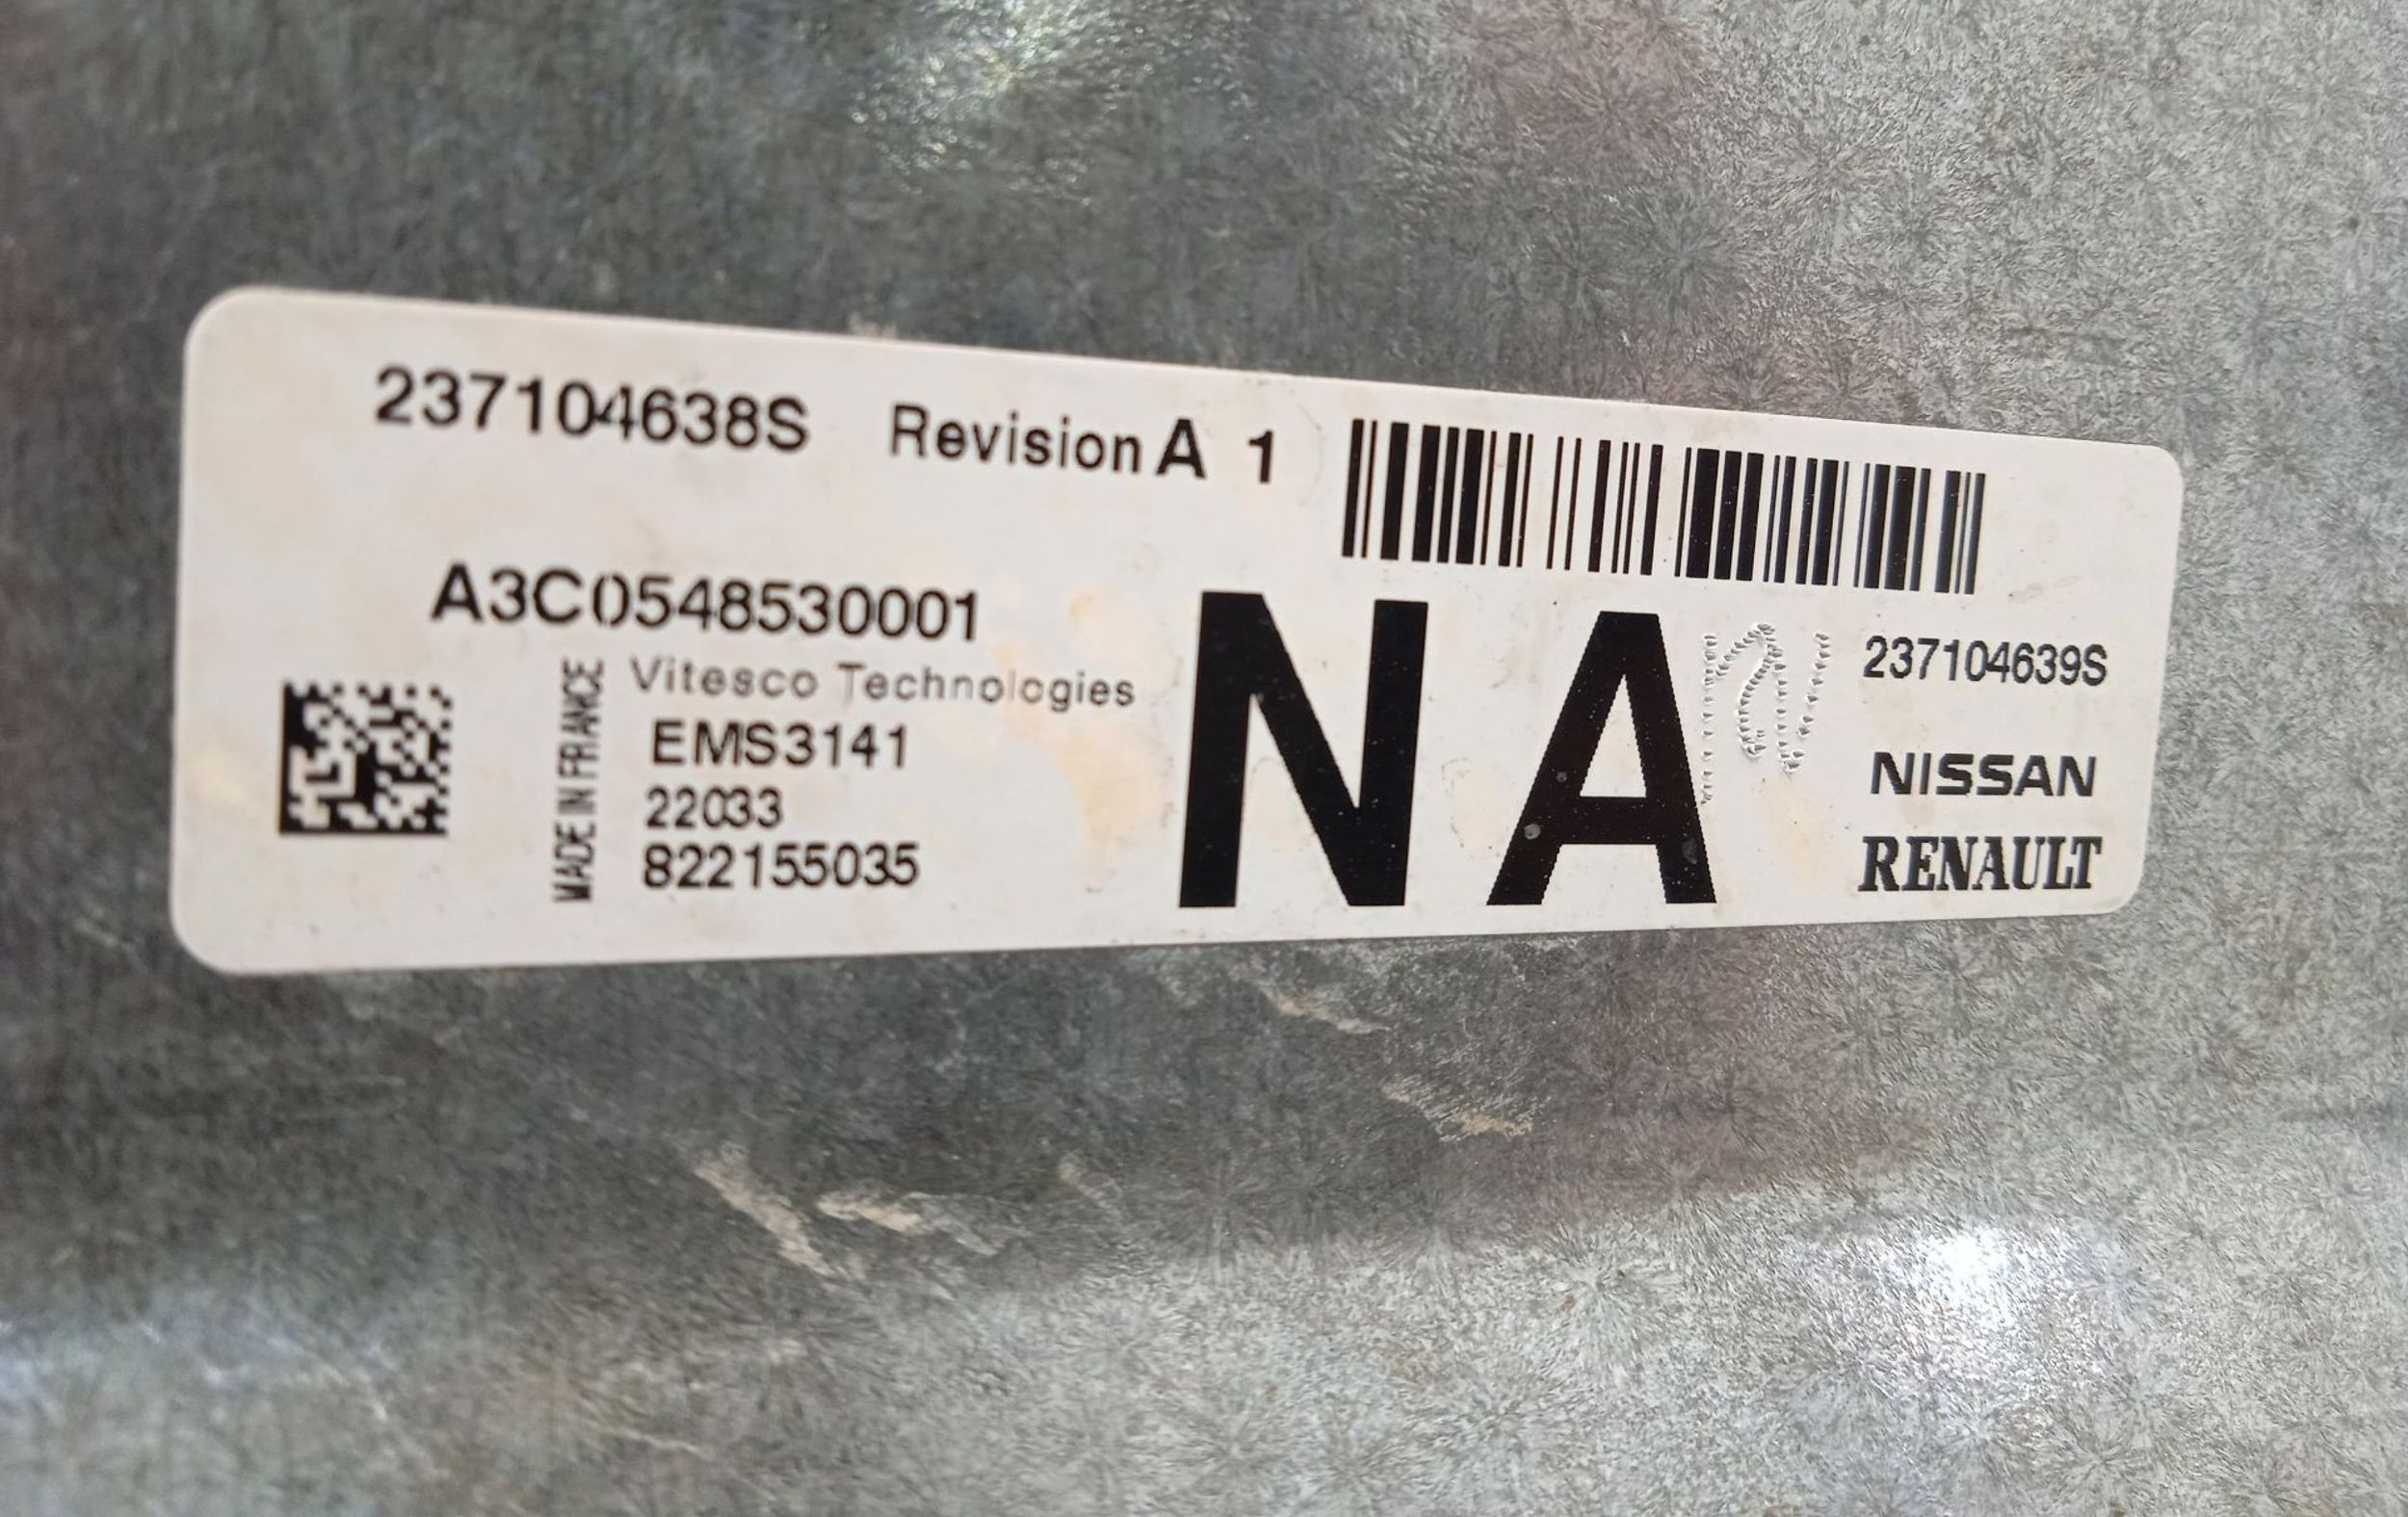 237104638S Revision A 1
A3C0548530001
MADE IN FRANCE
Vitesco Technologies
EMS3141
22033
822155035
NA
237104639S
NISSAN
RENAULT